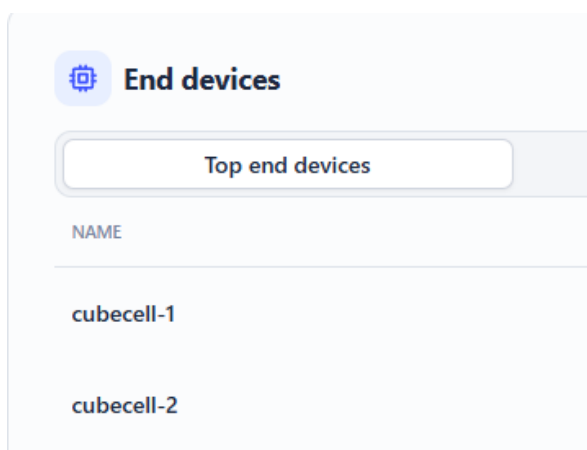 End devices
Top end devices
NAME
cubecell-1
cubecell-2